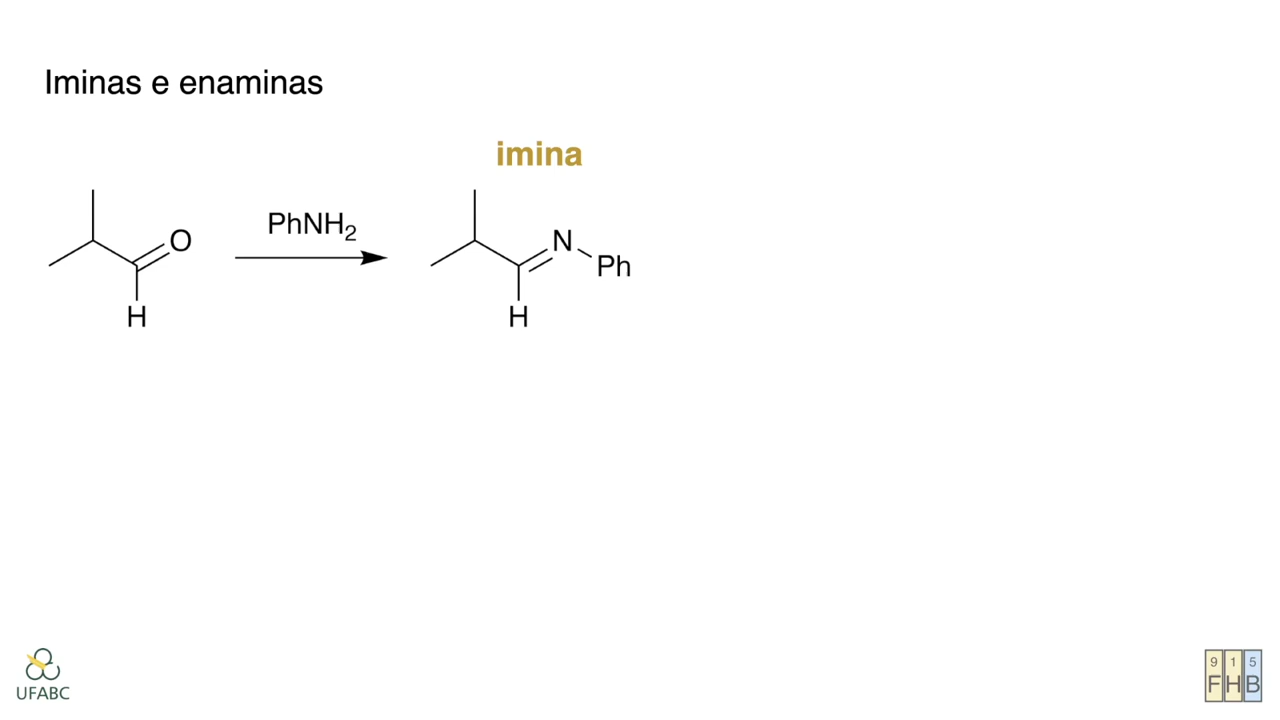 Iminas e enaminas
imina
PhNH₂
O
H
N
Ph
H
UFABC
9 1 5
F H B